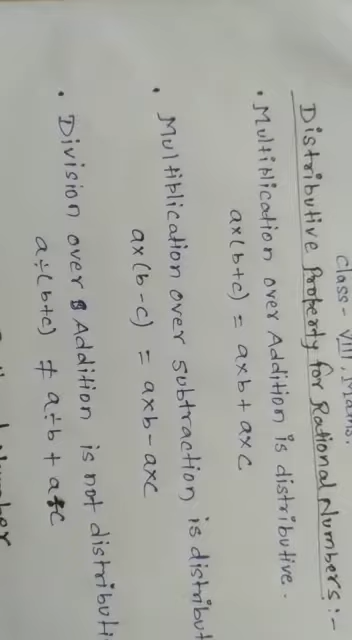 Class - VIII, Maths.
Distributive Property for Rational Numbers :-
• Multiplication over Addition is distributive.
a×(b+c) = a×b + a×c
• Multiplication over Subtraction is distribut
a×(b-c) = a×b - a×c
• Division over Addition is not distributi
a÷(b+c) ≠ a÷b + a÷c